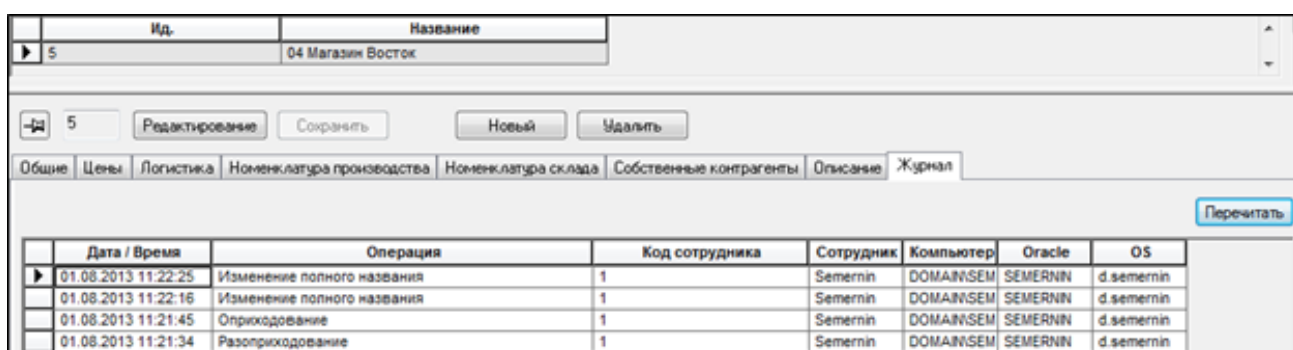 Ид. Название
5 04 Магазин Восток
5 Редактирование Сохранить Новый Удалить
Общие Цены Логистика Номенклатура производства Номенклатура склада Собственные контрагенты Описание Журнал
Перечитать
Дата / Время Операция Код сотрудника Сотрудник Компьютер Oracle OS
01.08.2013 11:22:25 Изменение полного названия 1 Semernin DOMAIN\SEM SEMERNIN d.semernin
01.08.2013 11:22:16 Изменение полного названия 1 Semernin DOMAIN\SEM SEMERNIN d.semernin
01.08.2013 11:21:45 Оприходование 1 Semernin DOMAIN\SEM SEMERNIN d.semernin
01.08.2013 11:21:34 Разоприходование 1 Semernin DOMAIN\SEM SEMERNIN d.semernin